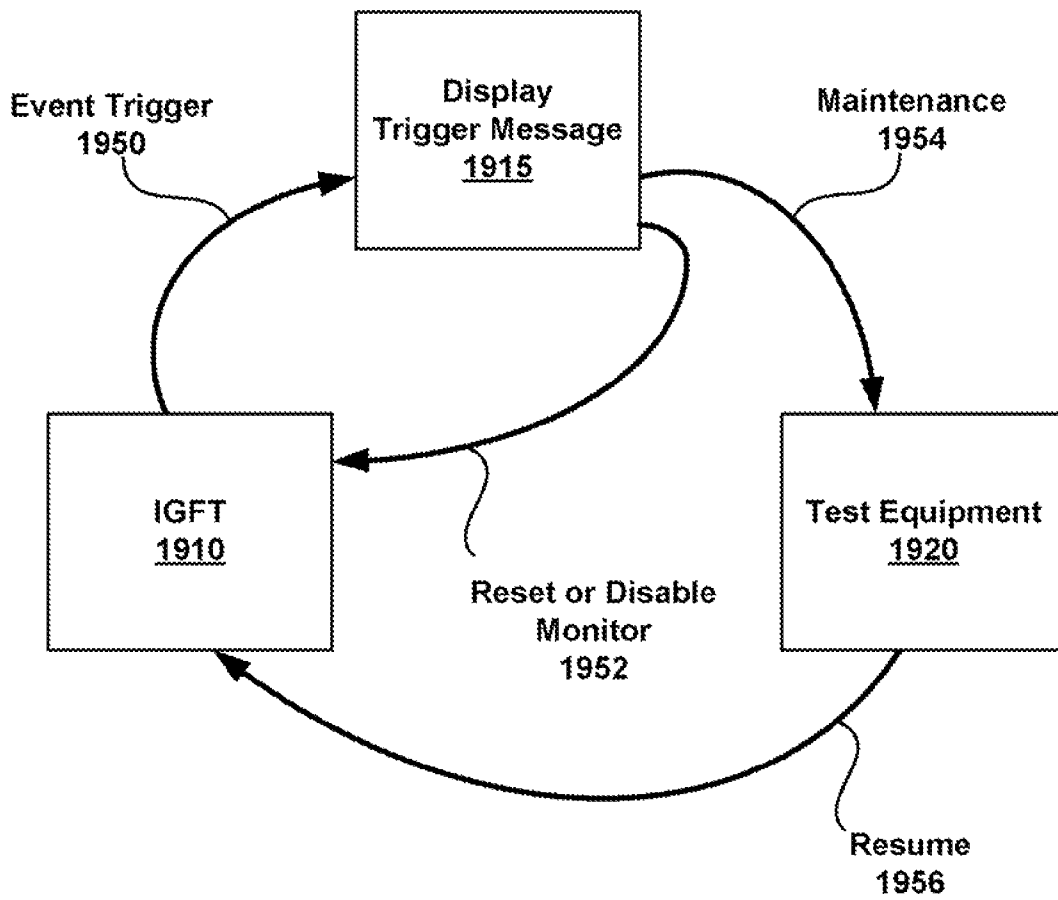 Event Trigger
1950
Display
Trigger Message
1915
Maintenance
1954
IGFT
1910
Reset or Disable
Monitor
1952
Test Equipment
1920
Resume
1956